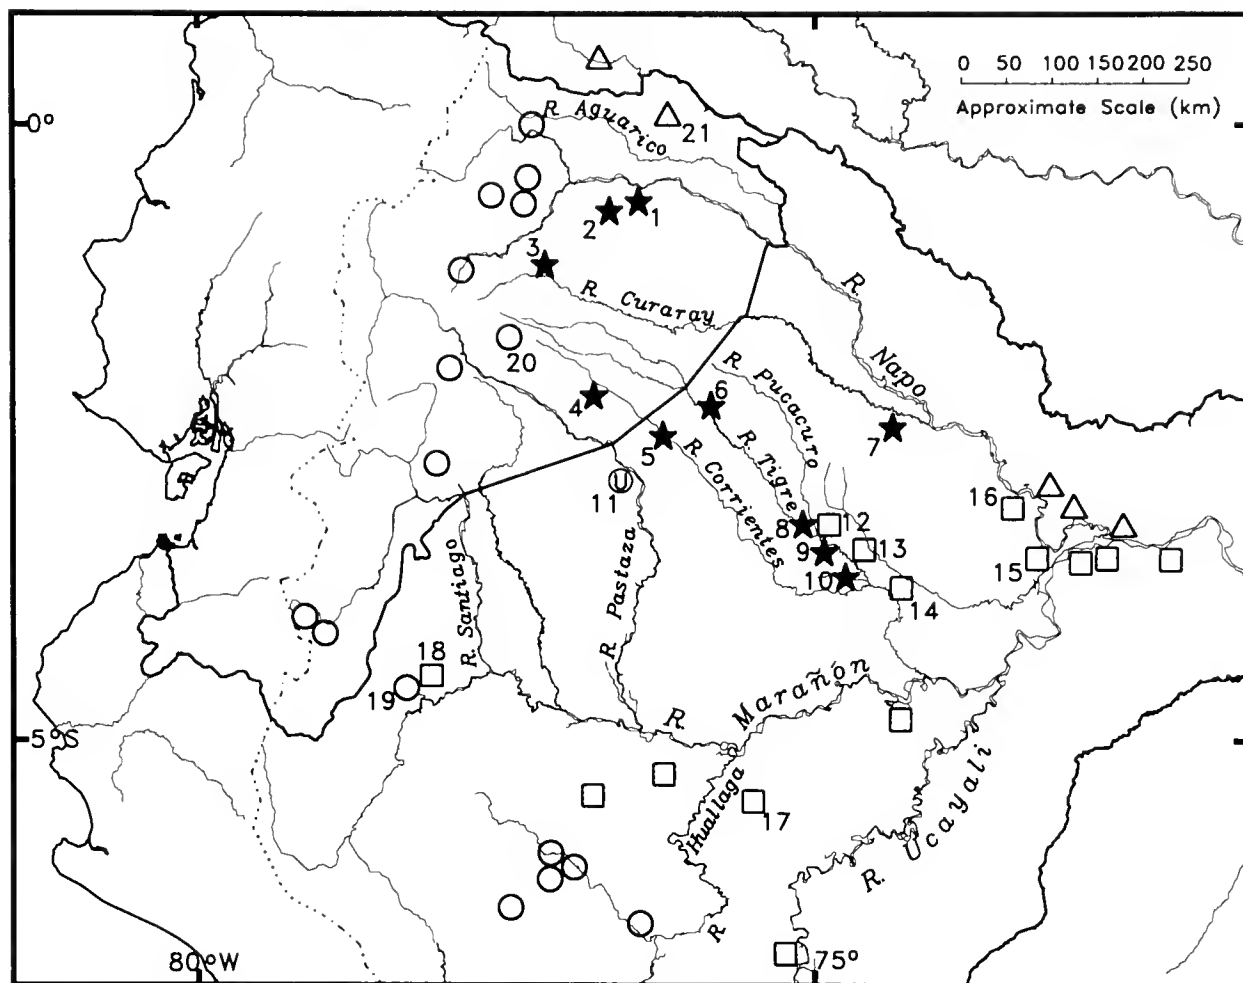 0 50 100 150 200 250
Approximate Scale (km)
0°
R Aguarico
21
1
2
3
R Curaray
R. Napo
20
4
5
6
R Pucacuro
7
R. Tigre
R Corrientes
U
11
8
12
9
13
10
14
16
15
R. Santiago
R Pastaza
18
19
R. Marañón
5°S
17
R Huallaga
R. Ucayali
80°W
75°